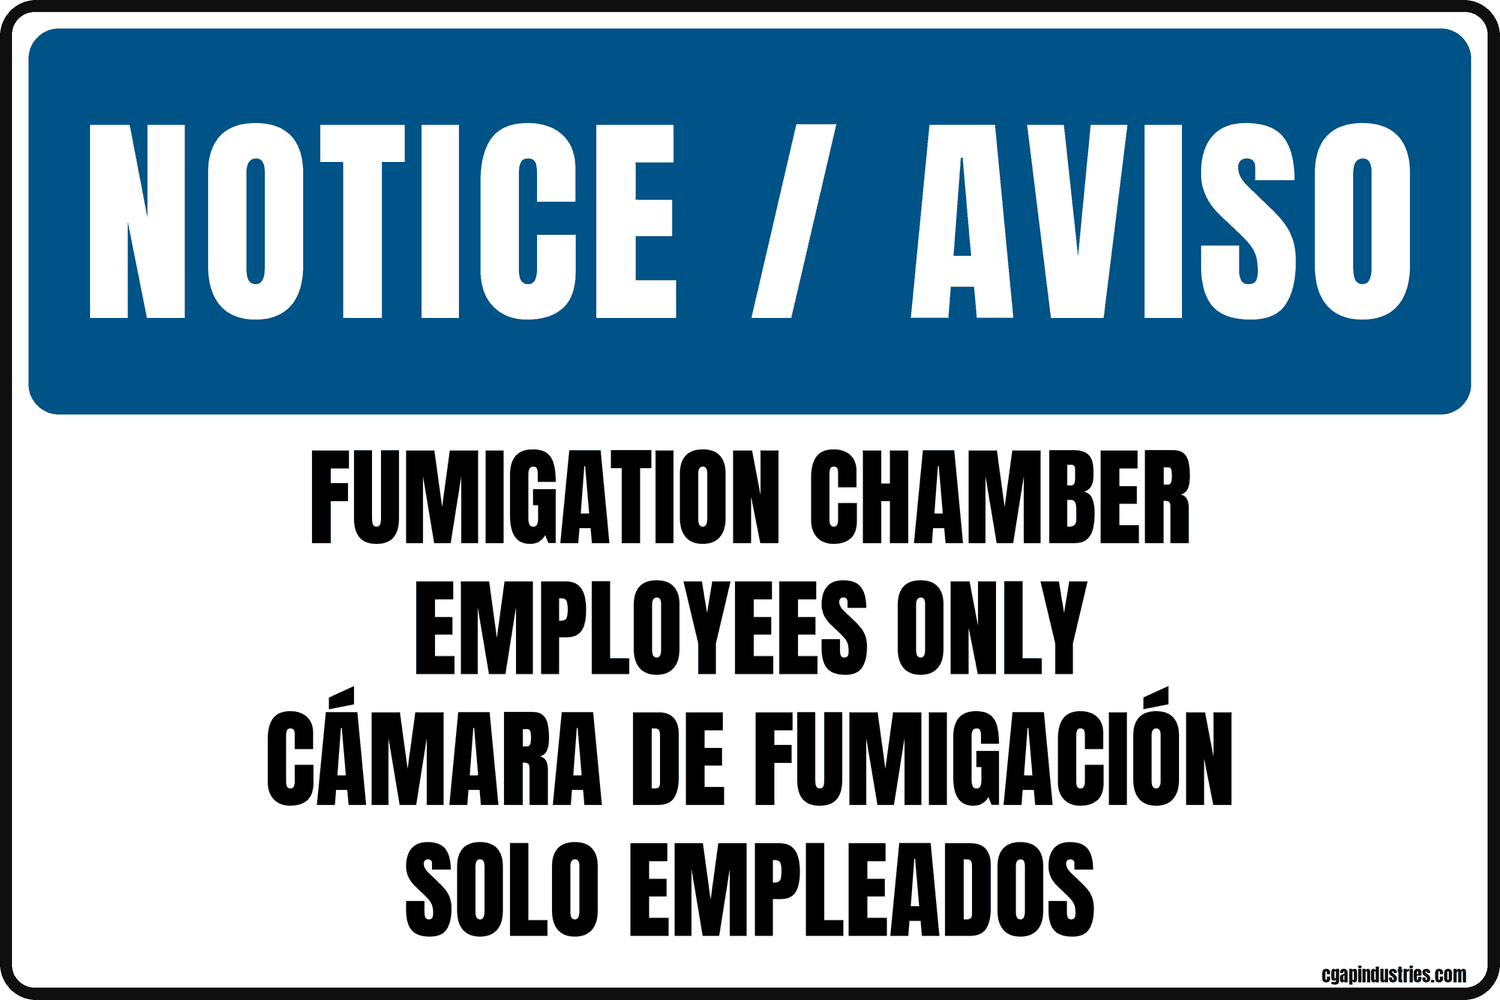 NOTICE / AVISO
FUMIGATION CHAMBER
EMPLOYEES ONLY
CÁMARA DE FUMIGACIÓN
SOLO EMPLEADOS
cgapindustries.com